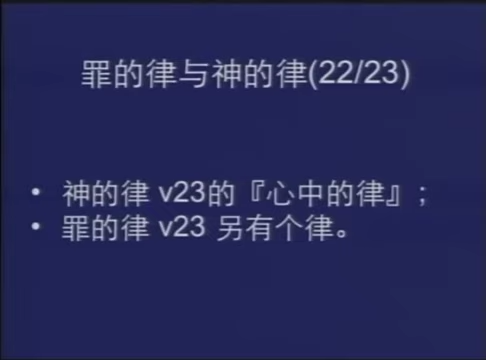 罪的律与神的律(22/23)
• 神的律 v23的『心中的律』;
• 罪的律 v23 另有个律。